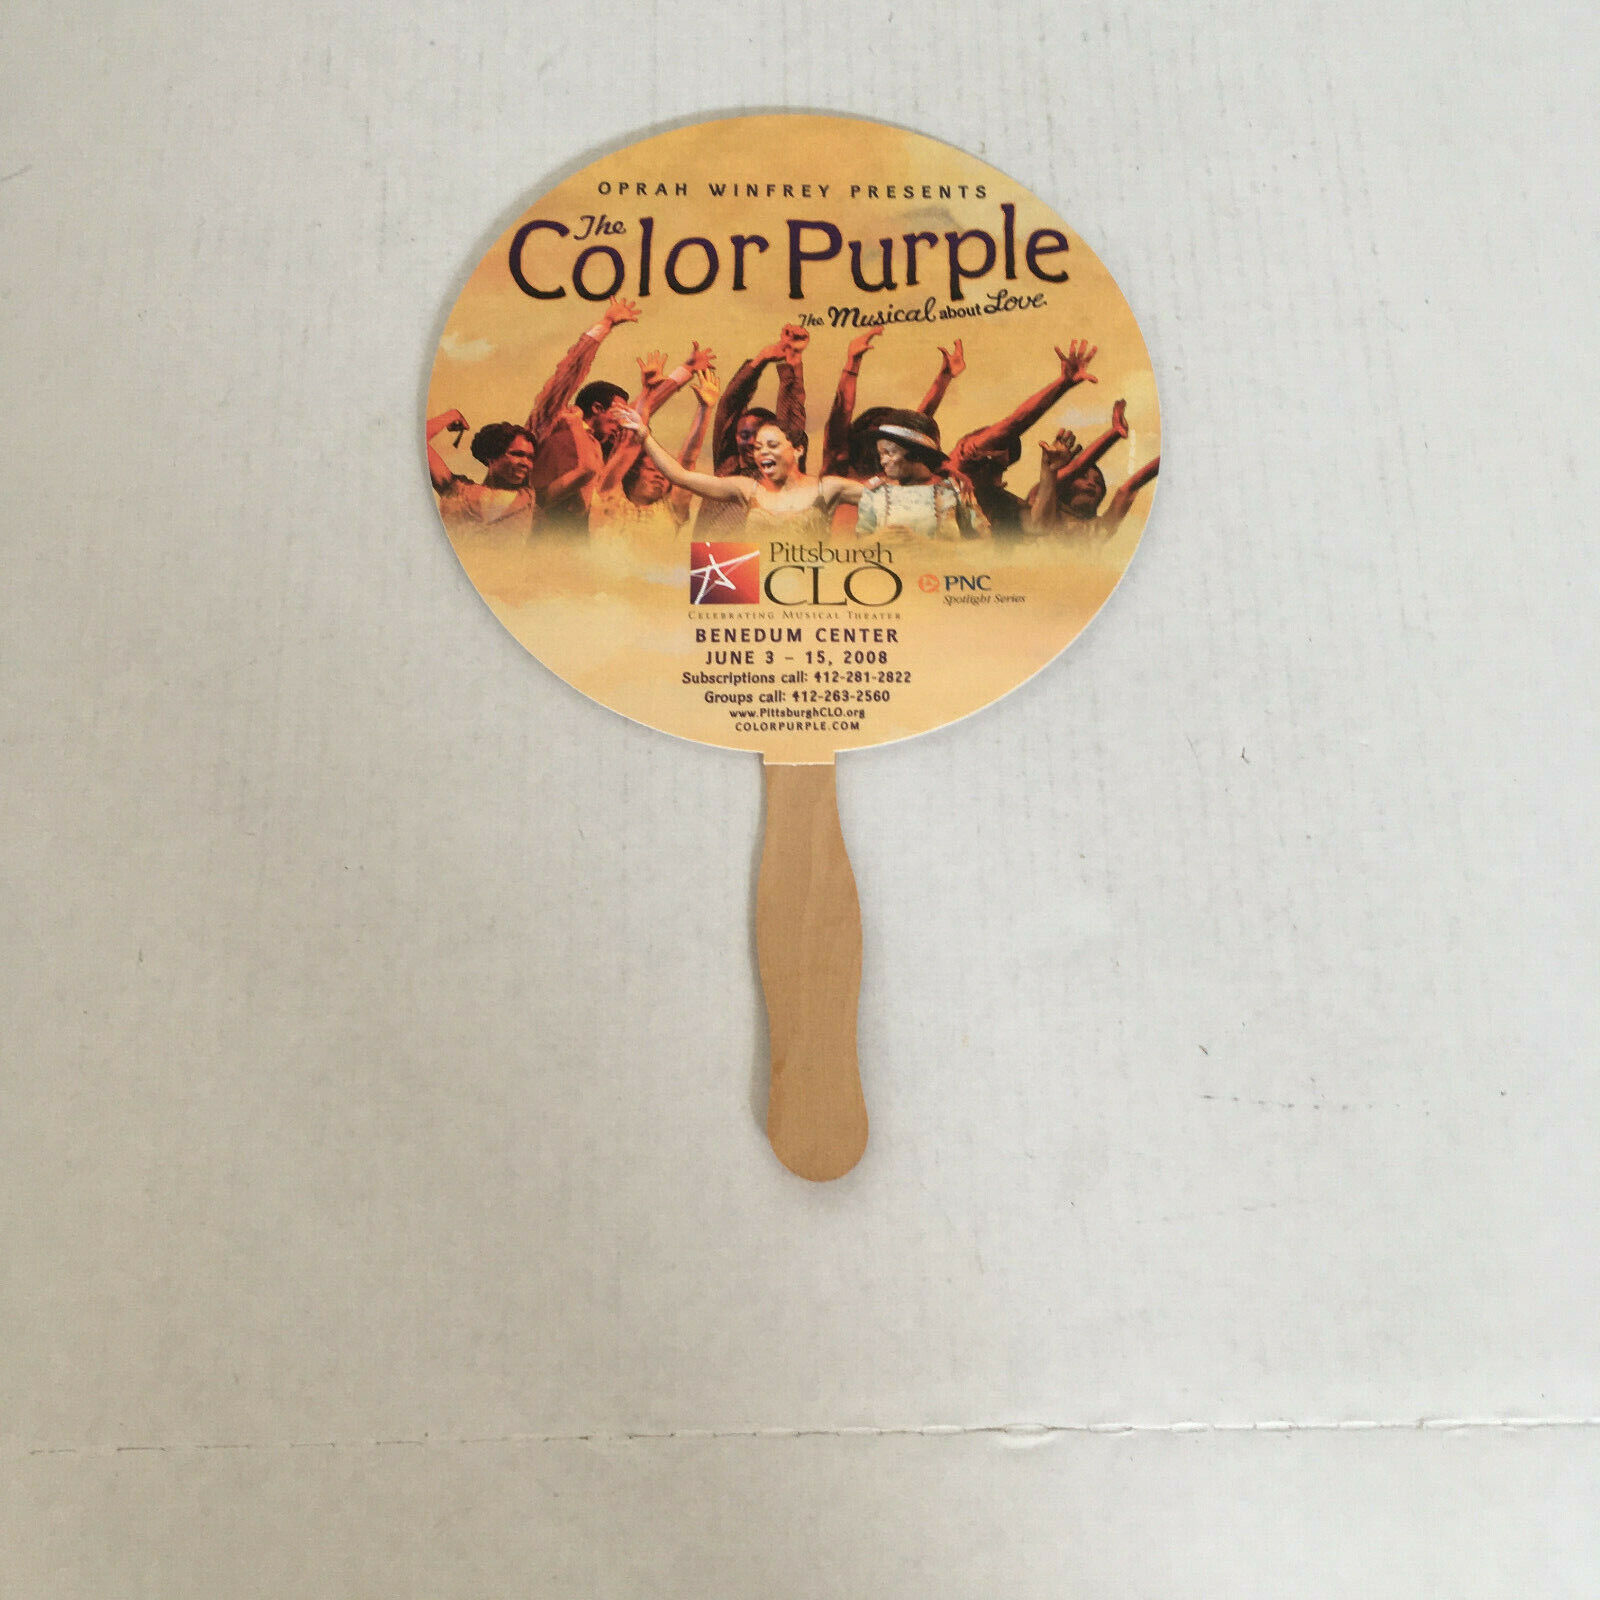 OPRAH WINFREY PRESENTS
The Color Purple
The Musical about Love.
Pittsburgh
CLO
CELEBRATING MUSICAL THEATER
PNC
Spotlight Series
BENEDUM CENTER
JUNE 3 – 15, 2008
Subscriptions call: 412-281-2822
Groups call: 412-263-2560
www.PittsburghCLO.org
COLORPURPLE.COM